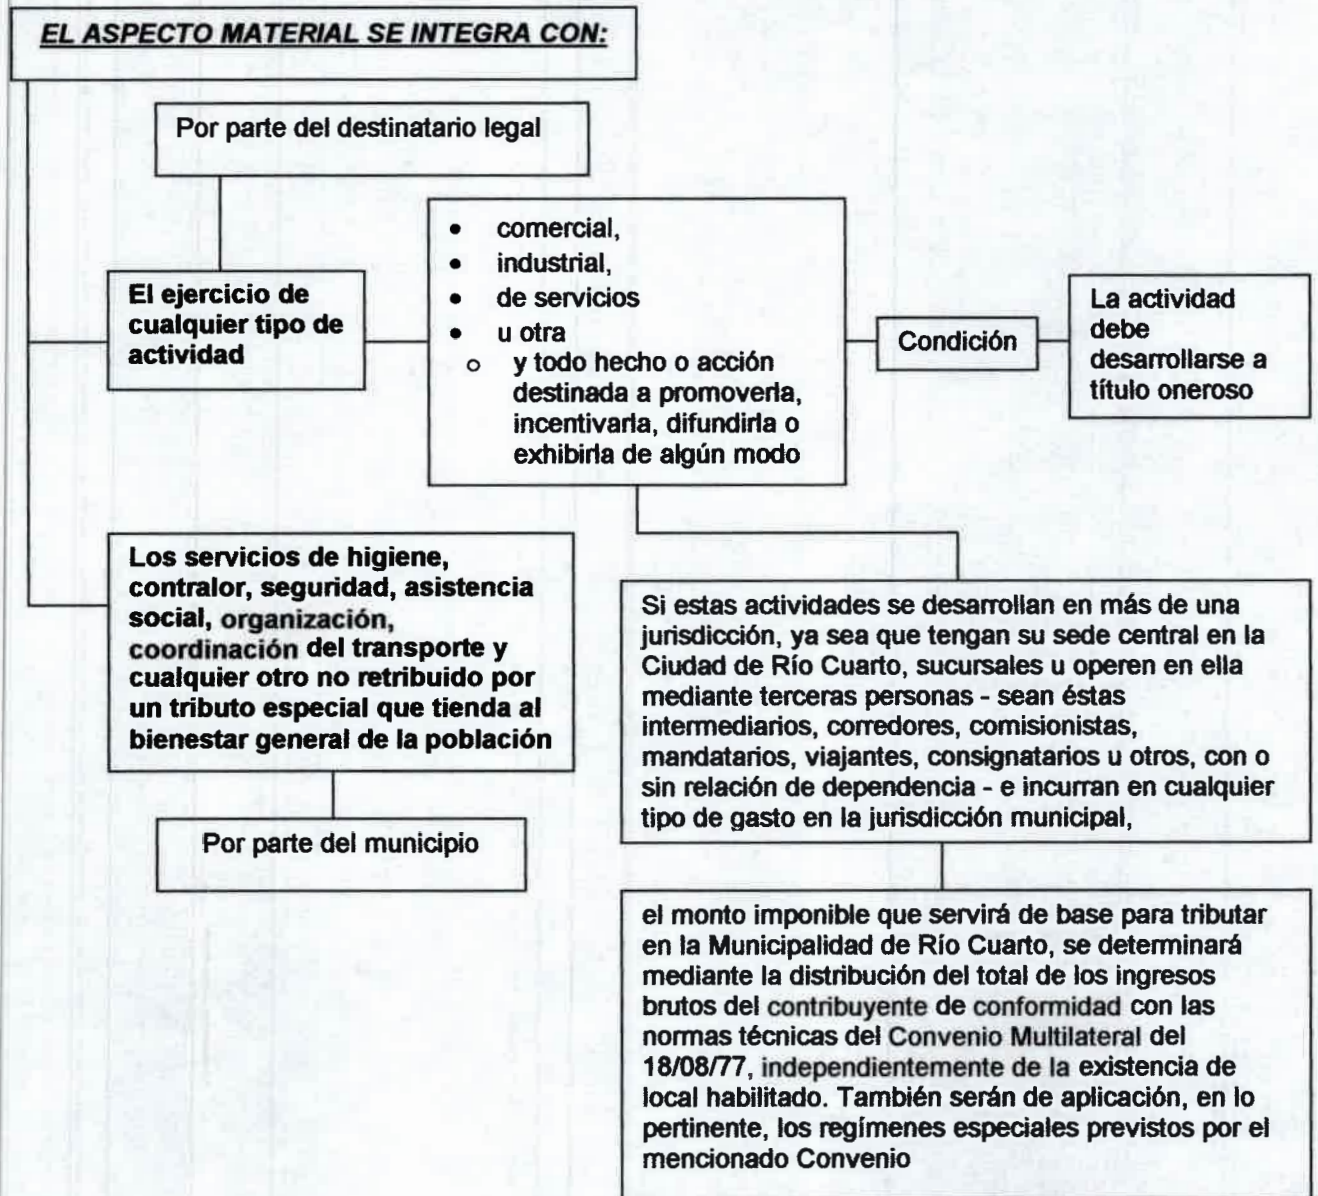 EL ASPECTO MATERIAL SE INTEGRA CON:
Por parte del destinatario legal
El ejercicio de
cualquier tipo de
actividad
• comercial,
• industrial,
• de servicios
• u otra
o y todo hecho o acción
destinada a promoverla,
incentivarla, difundirla o
exhibirla de algún modo
Condición
La actividad
debe
desarrollarse a
título oneroso
Los servicios de higiene,
contralor, seguridad, asistencia
social, organización,
coordinación del transporte y
cualquier otro no retribuido por
un tributo especial que tienda al
bienestar general de la población
Por parte del municipio
Si estas actividades se desarrollan en más de una
jurisdicción, ya sea que tengan su sede central en la
Ciudad de Río Cuarto, sucursales u operen en ella
mediante terceras personas - sean éstas
intermediarios, corredores, comisionistas,
mandatarios, viajantes, consignatarios u otros, con o
sin relación de dependencia - e incurran en cualquier
tipo de gasto en la jurisdicción municipal,
el monto imponible que servirá de base para tributar
en la Municipalidad de Río Cuarto, se determinará
mediante la distribución del total de los ingresos
brutos del contribuyente de conformidad con las
normas técnicas del Convenio Multilateral del
18/08/77, independientemente de la existencia de
local habilitado. También serán de aplicación, en lo
pertinente, los regímenes especiales previstos por el
mencionado Convenio